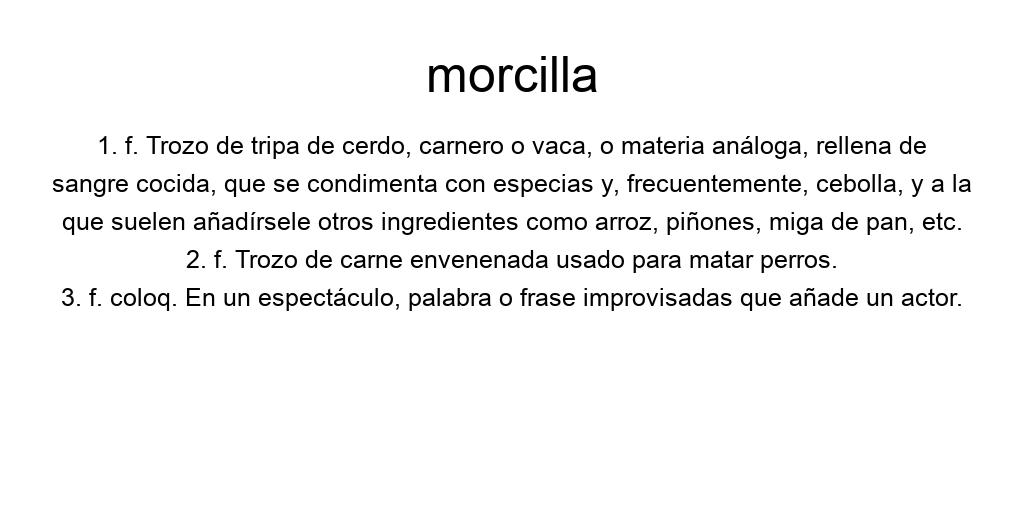 morcilla
1. f. Trozo de tripa de cerdo, carnero o vaca, o materia análoga, rellena de
sangre cocida, que se condimenta con especias y, frecuentemente, cebolla, y a la
que suelen añadírsele otros ingredientes como arroz, piñones, miga de pan, etc.
2. f. Trozo de carne envenenada usado para matar perros.
3. f. coloq. En un espectáculo, palabra o frase improvisadas que añade un actor.